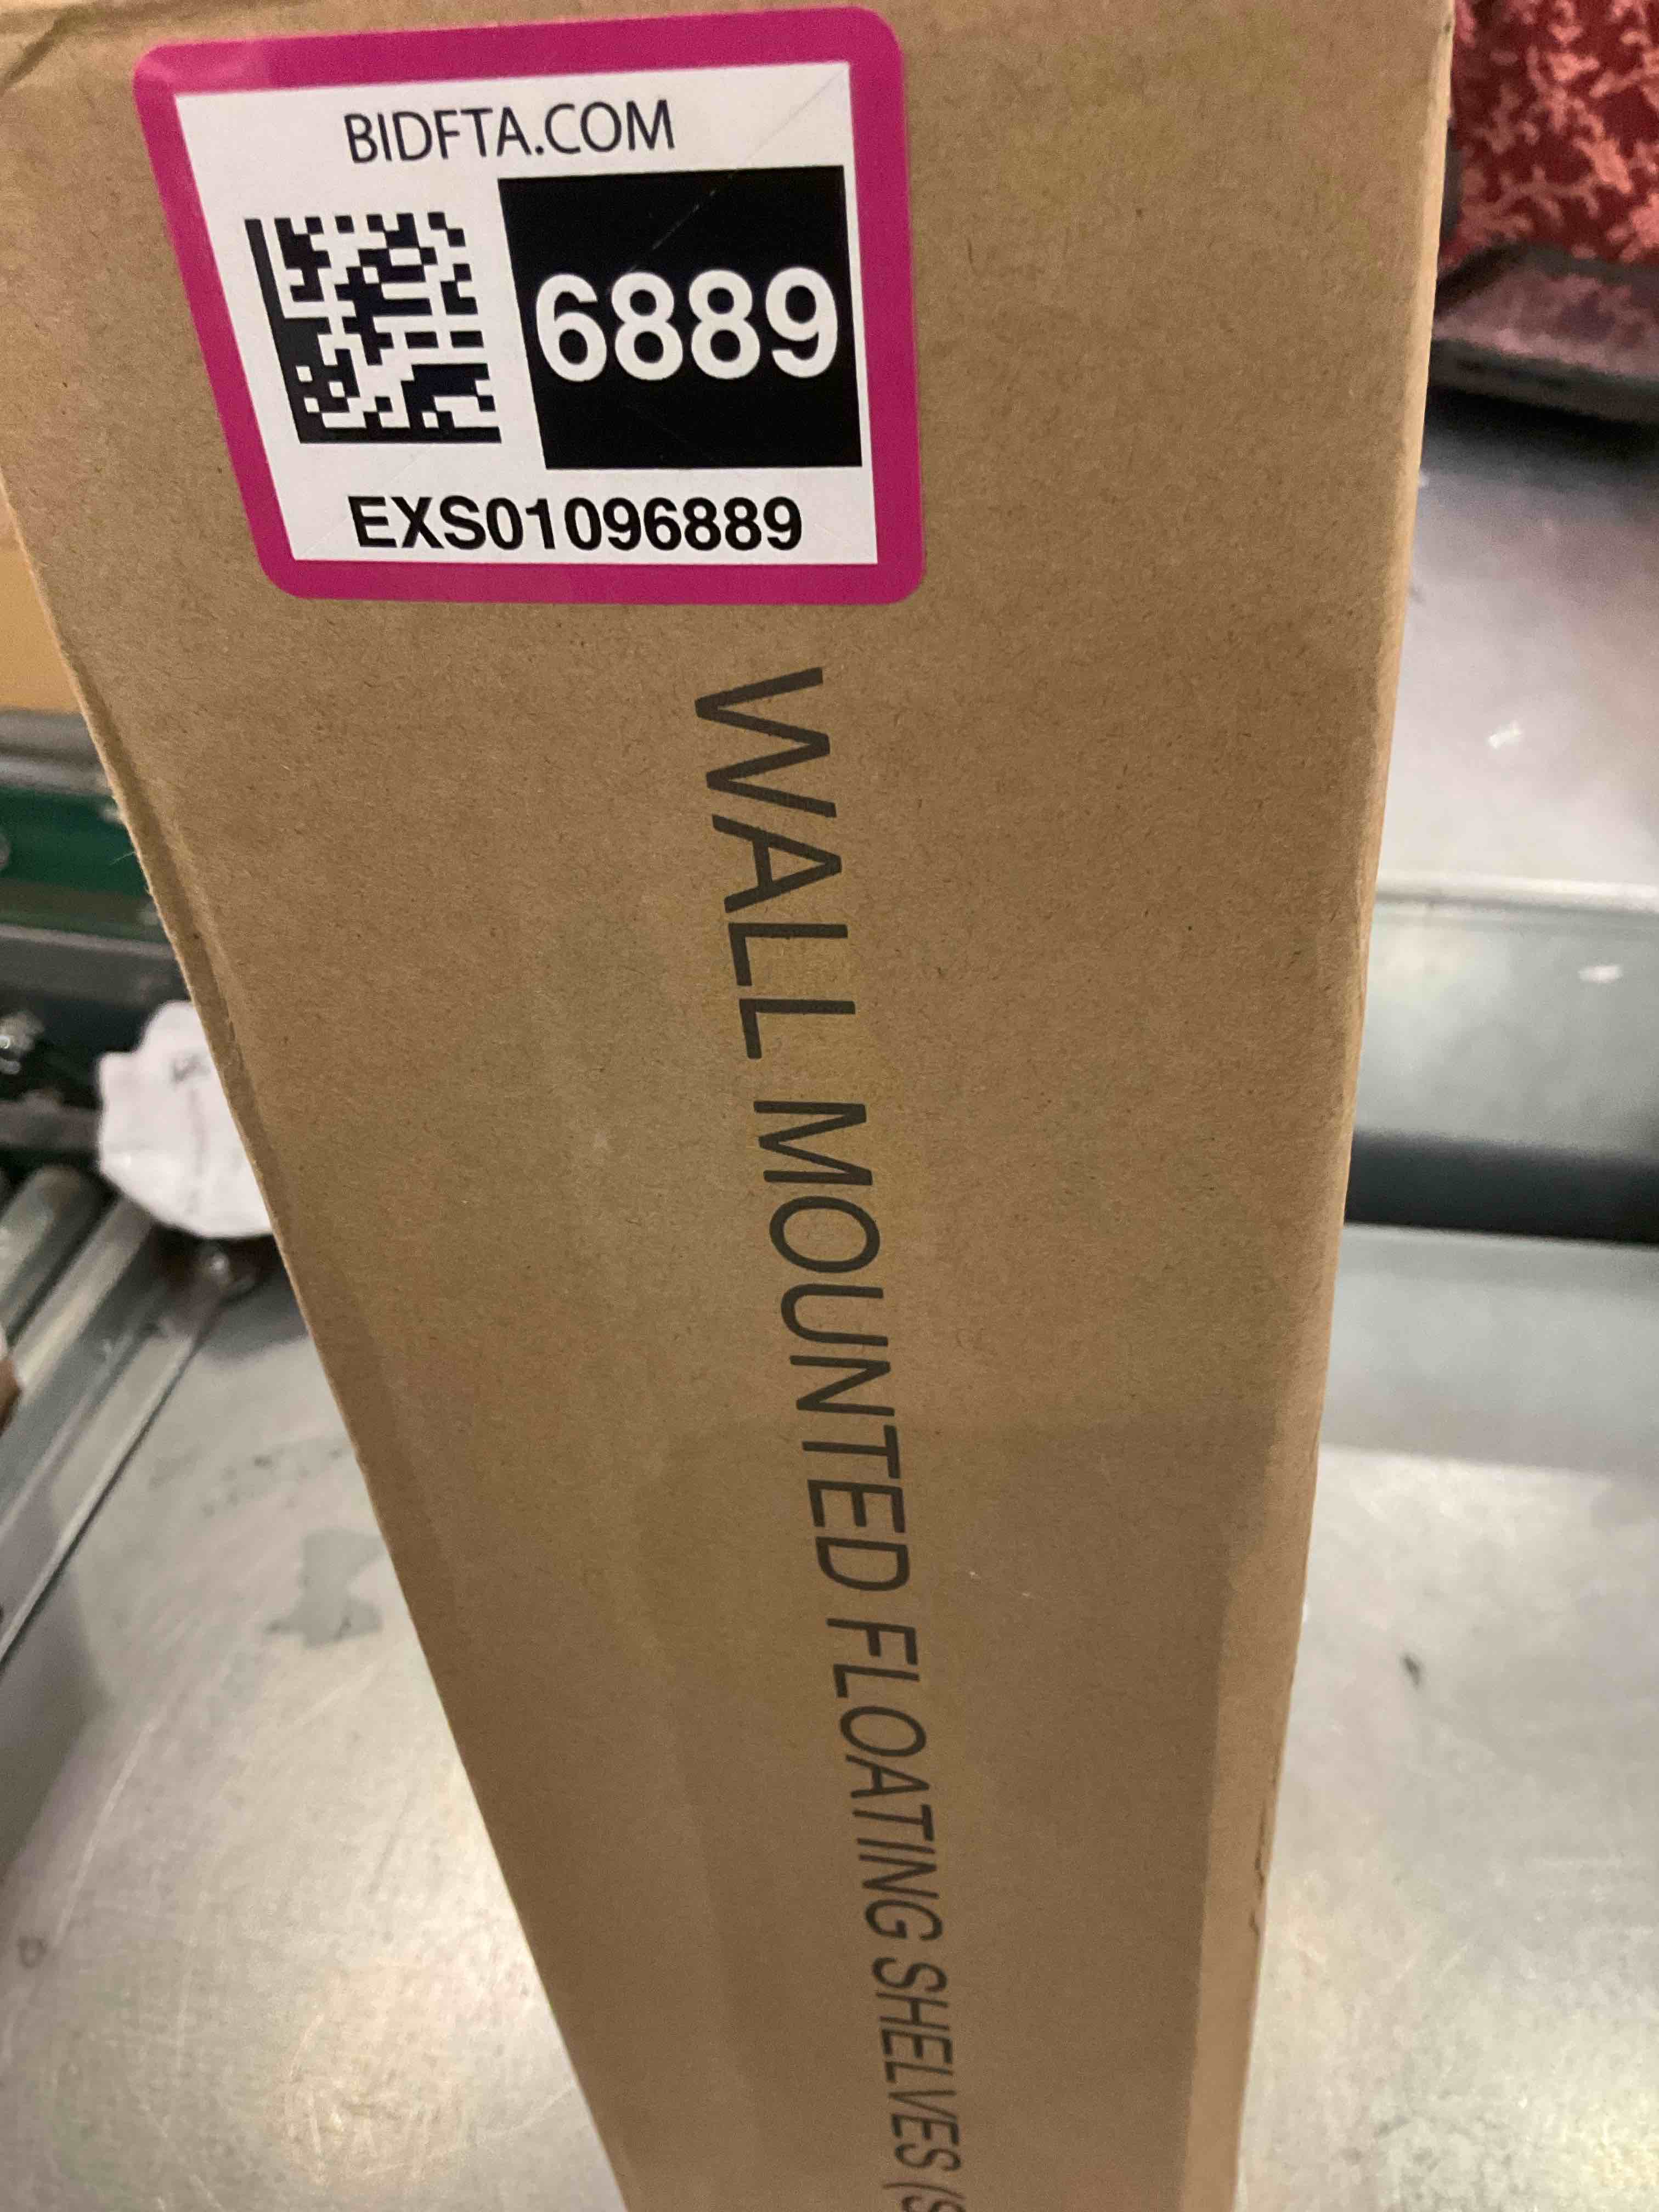 BIDFTA.COM
6889
EXS01096889
WALL MOUNTED FLOATING SHELVES (S